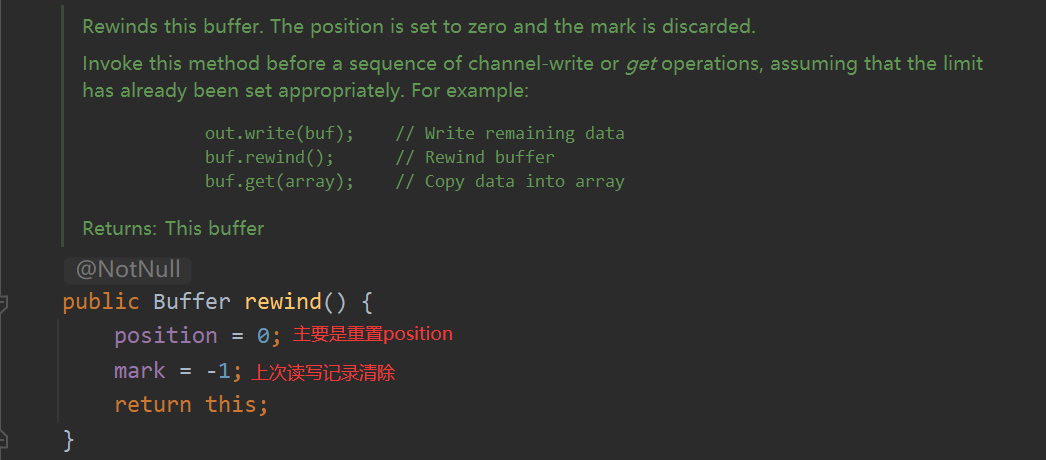 Rewinds this buffer. The position is set to zero and the mark is discarded.
Invoke this method before a sequence of channel-write or get operations, assuming that the limit
has already been set appropriately. For example:
out.write(buf);    // Write remaining data
buf.rewind();      // Rewind buffer
buf.get(array);    // Copy data into array
Returns: This buffer
@NotNull
public Buffer rewind() {
position = 0; 主要是重置position
mark = -1; 上次读写记录清除
return this;
}